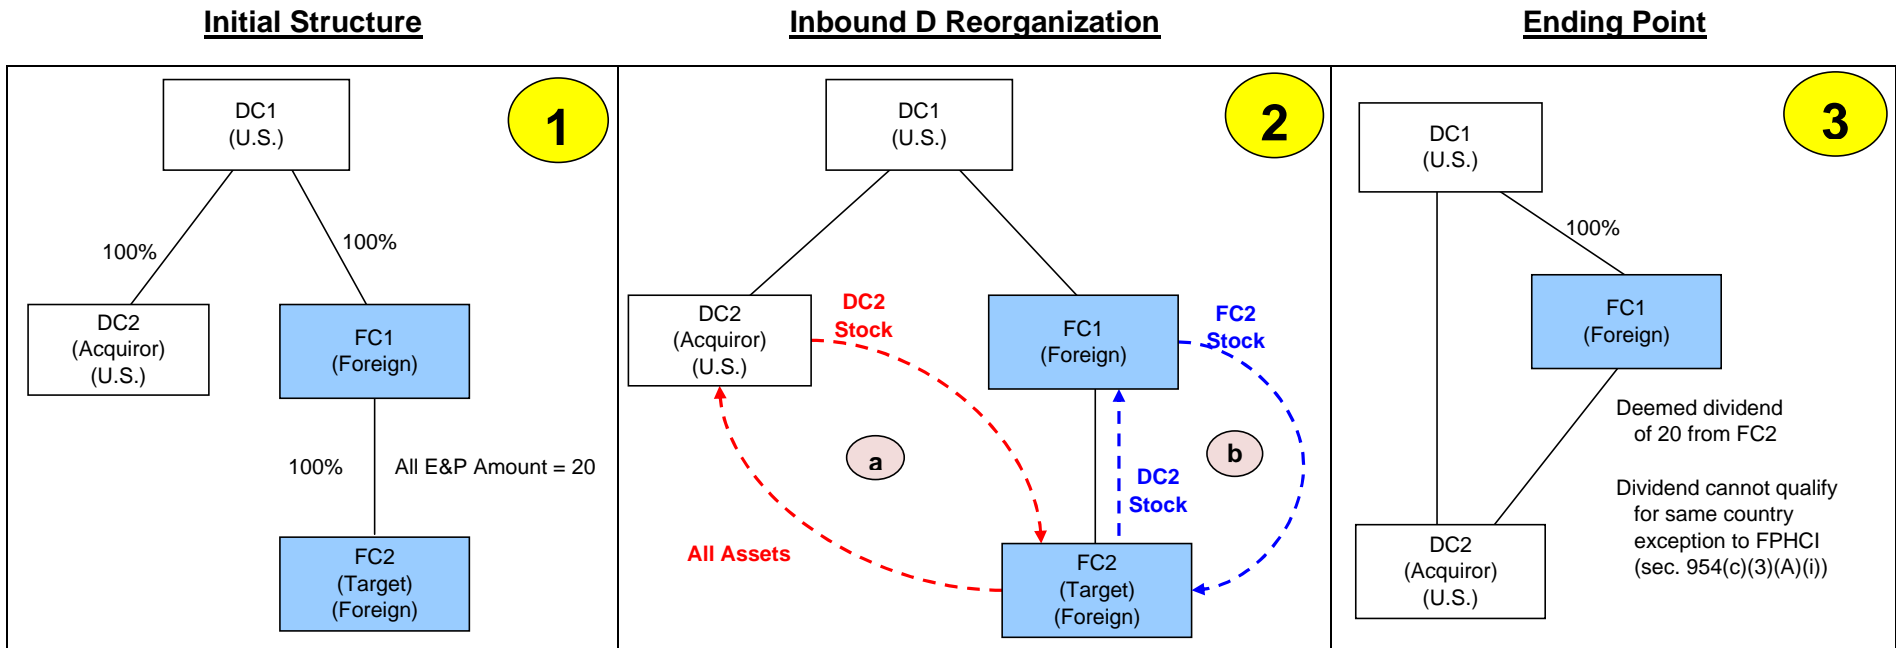 Initial Structure
Inbound D Reorganization
Ending Point
1
DC1
(U.S.)
100%
100%
DC2
(Acquiror)
(U.S.)
FC1
(Foreign)
100%
All E&P Amount = 20
FC2
(Target)
(Foreign)
2
DC1
(U.S.)
DC2
(Acquiror)
(U.S.)
DC2
Stock
FC1
(Foreign)
FC2
Stock
a
b
DC2
Stock
All Assets
FC2
(Target)
(Foreign)
3
DC1
(U.S.)
100%
FC1
(Foreign)
Deemed dividend
of 20 from FC2
Dividend cannot qualify
for same country
exception to FPHCI
(sec. 954(c)(3)(A)(i))
DC2
(Acquiror)
(U.S.)